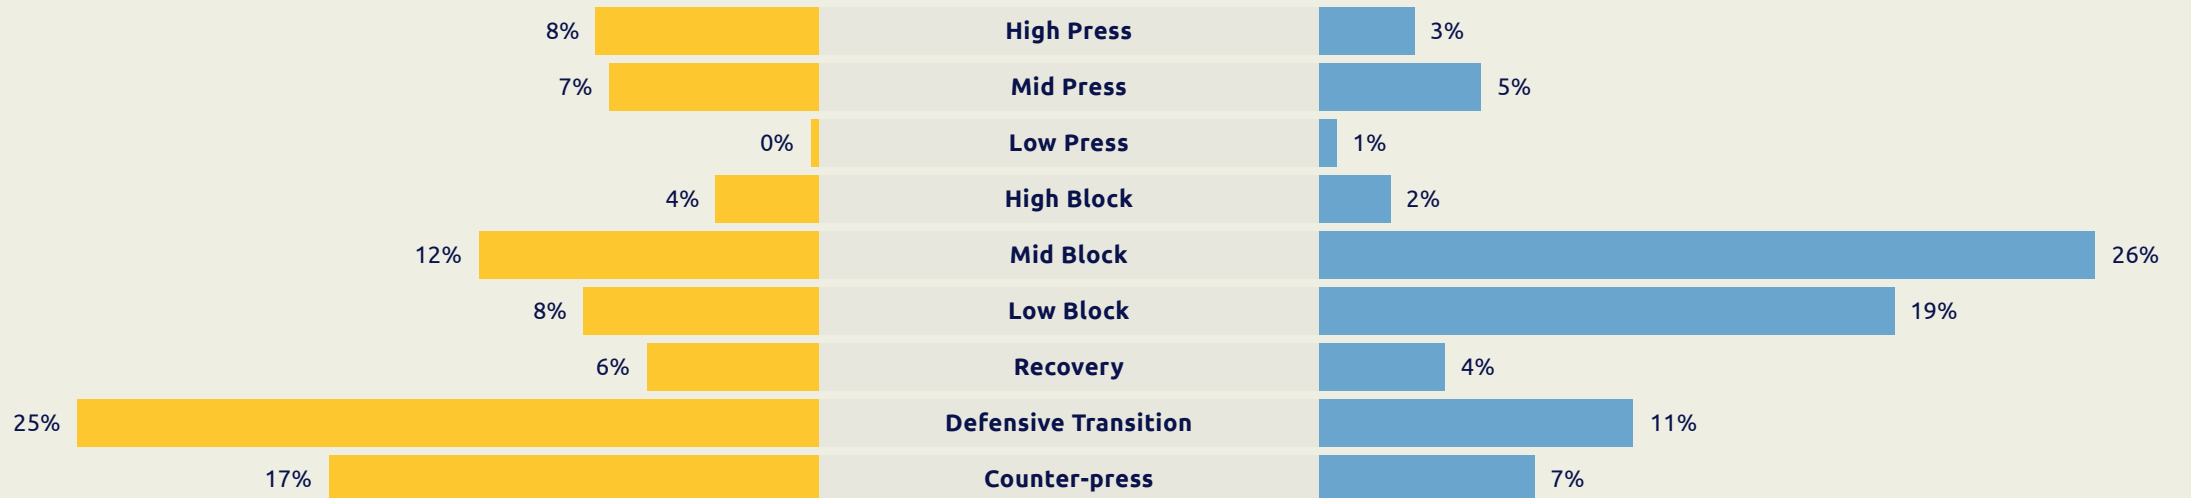 8% High Press 3%
7% Mid Press 5%
0% Low Press 1%
4% High Block 2%
12% Mid Block 26%
8% Low Block 19%
6% Recovery 4%
25% Defensive Transition 11%
17% Counter-press 7%